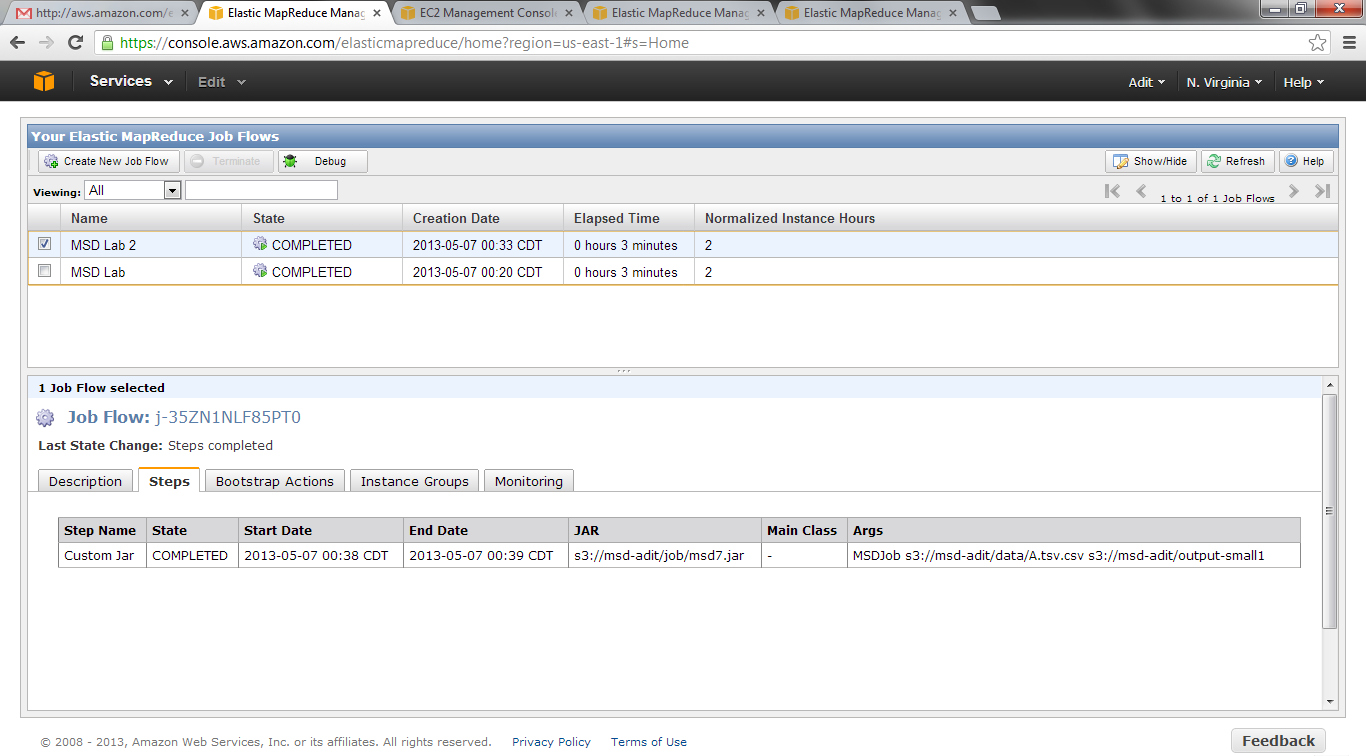 http://aws.amazon.com/e Elastic MapReduce Manag EC2 Management Consol Elastic MapReduce Manag Elastic MapReduce Manag
https://console.aws.amazon.com/elasticmapreduce/home?region=us-east-1#s=Home
Services Edit Adit N. Virginia Help
Your Elastic MapReduce Job Flows
Create New Job Flow Terminate Debug Show/Hide Refresh Help
Viewing: All 1 to 1 of 1 Job Flows
Name State Creation Date Elapsed Time Normalized Instance Hours
MSD Lab 2 COMPLETED 2013-05-07 00:33 CDT 0 hours 3 minutes 2
MSD Lab COMPLETED 2013-05-07 00:20 CDT 0 hours 3 minutes 2
1 Job Flow selected
Job Flow: j-35ZN1NLF85PT0
Last State Change: Steps completed
Description Steps Bootstrap Actions Instance Groups Monitoring
Step Name State Start Date End Date JAR Main Class Args
Custom Jar COMPLETED 2013-05-07 00:38 CDT 2013-05-07 00:39 CDT s3://msd-adit/job/msd7.jar - MSDJob s3://msd-adit/data/A.tsv.csv s3://msd-adit/output-small1
© 2008 - 2013, Amazon Web Services, Inc. or its affiliates. All rights reserved. Privacy Policy Terms of Use Feedback